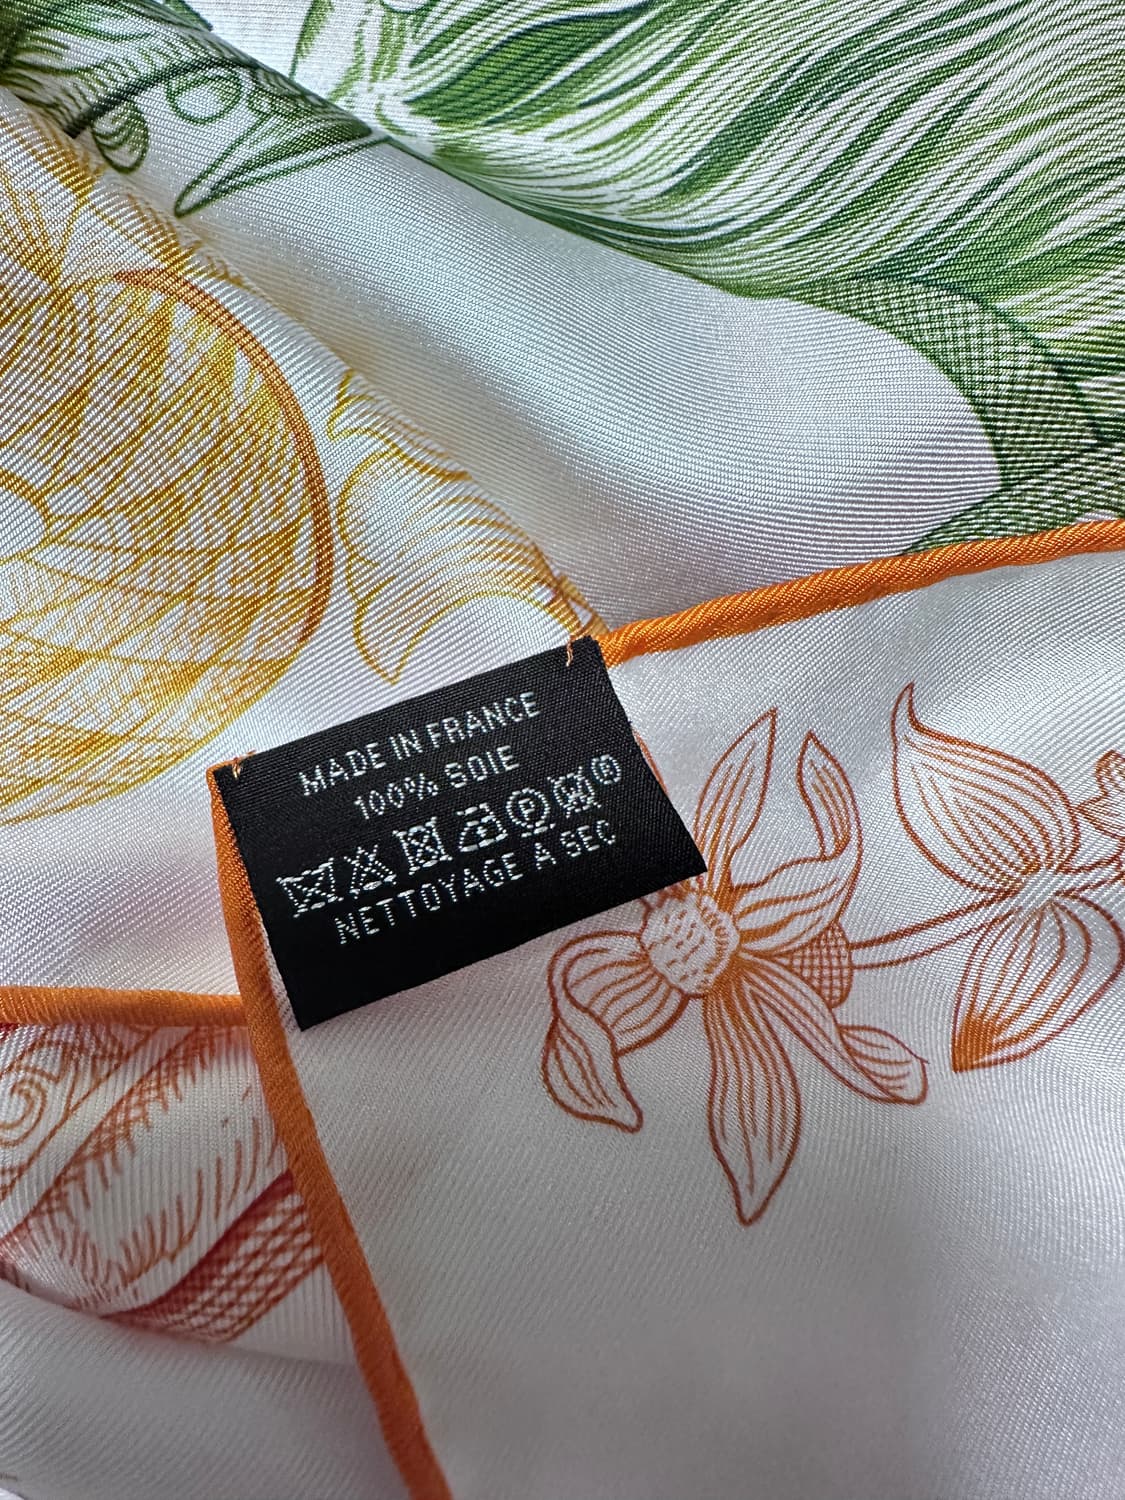 MADE IN FRANCE
100% SOIE
P W ®
NETTOYAGE A SEC